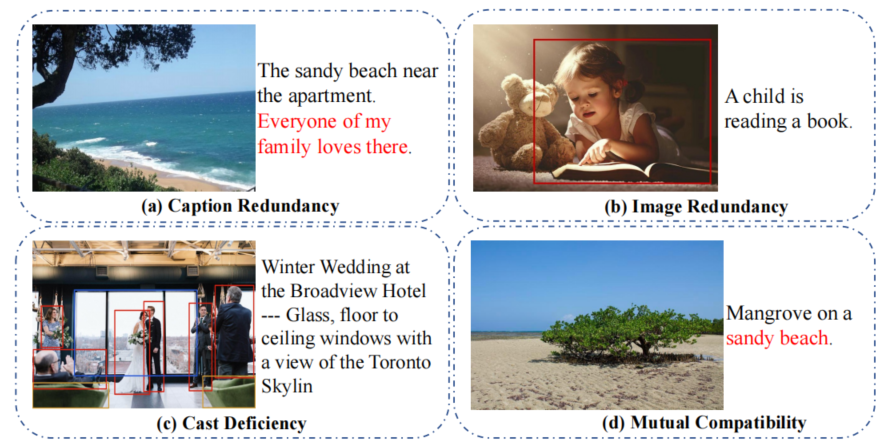 The sandy beach near
the apartment.
Everyone of my
family loves there.
(a) Caption Redundancy
A child is
reading a book.
(b) Image Redundancy
Winter Wedding at
the Broadview Hotel
--- Glass, floor to
ceiling windows with
a view of the Toronto
Skylin
(c) Cast Deficiency
Mangrove on a
sandy beach.
(d) Mutual Compatibility